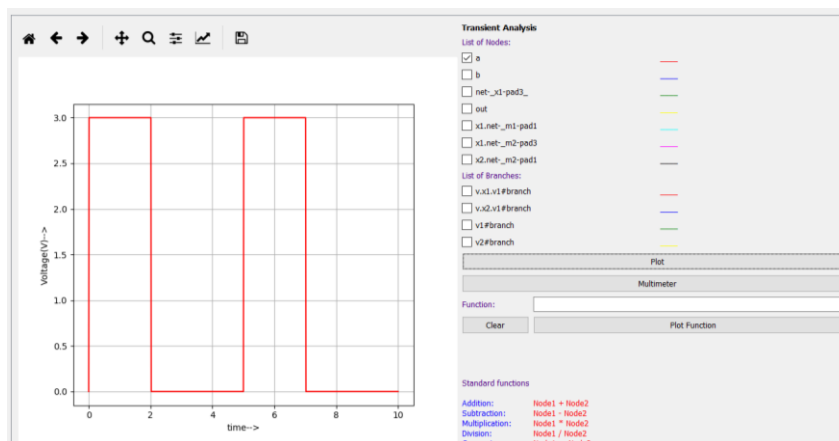 Transient Analysis
List of Nodes:
a
b
net-_x1-pad3_
out
x1.net-_m1-pad1
x1.net-_m2-pad3
x2.net-_m2-pad1
List of Branches:
v.x1.v1#branch
v.x2.v1#branch
v1#branch
v2#branch
Plot
Multimeter
Function:
Clear Plot Function
Standard functions
Addition: Node1 + Node2
Subtraction: Node1 - Node2
Multiplication: Node1 * Node2
Division: Node1 / Node2
Voltage(V)-->
3.0
2.5
2.0
1.5
1.0
0.5
0.0
0 2 4 6 8 10
time-->